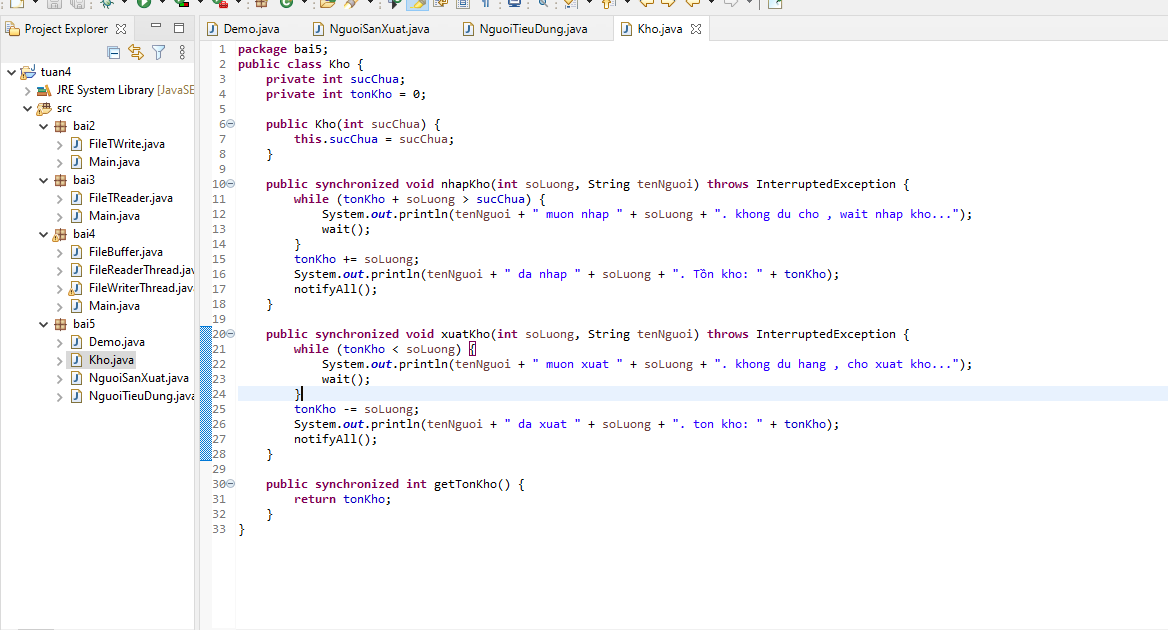 Project Explorer
Demo.java
NguoiSanXuat.java
NguoiTieuDung.java
Kho.java
tuan4
JRE System Library [JavaSE
src
bai2
FileTWrite.java
Main.java
bai3
FileTReader.java
Main.java
bai4
FileBuffer.java
FileReaderThread.jav
FileWriterThread.jav
Main.java
bai5
Demo.java
Kho.java
NguoiSanXuat.java
NguoiTieuDung.java
1 package bai5;
2 public class Kho {
3 private int sucChua;
4 private int tonKho = 0;
5
6 public Kho(int sucChua) {
7 this.sucChua = sucChua;
8 }
9
10 public synchronized void nhapKho(int soLuong, String tenNguoi) throws InterruptedException {
11 while (tonKho + soLuong > sucChua) {
12 System.out.println(tenNguoi + " muon nhap " + soLuong + ". khong du cho , wait nhap kho...");
13 wait();
14 }
15 tonKho += soLuong;
16 System.out.println(tenNguoi + " da nhap " + soLuong + ". Tồn kho: " + tonKho);
17 notifyAll();
18 }
19
20 public synchronized void xuatKho(int soLuong, String tenNguoi) throws InterruptedException {
21 while (tonKho < soLuong) {
22 System.out.println(tenNguoi + " muon xuat " + soLuong + ". khong du hang , cho xuat kho...");
23 wait();
24 }
25 tonKho -= soLuong;
26 System.out.println(tenNguoi + " da xuat " + soLuong + ". ton kho: " + tonKho);
27 notifyAll();
28 }
29
30 public synchronized int getTonKho() {
31 return tonKho;
32 }
33 }